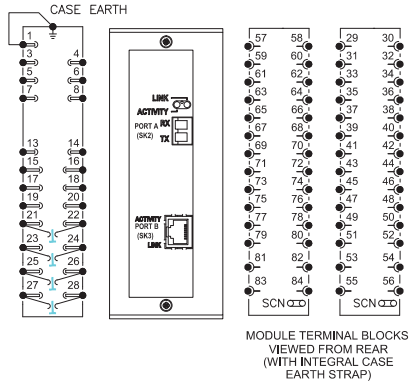 CASE EARTH
1
3 4
5 6
7 8
13 14
15 16
17 18
19 20
21 22
23 24
25 26
27 28
LINK
ACTIVITY
PORT A RX
(SK2)
TX
ACTIVITY
PORT B
(SK3)
LINK
57 58
59 60
61 62
63 64
65 66
67 68
69 70
71 72
73 74
75 76
77 78
79 80
81 82
83 84
SCN
29 30
31 32
33 34
35 36
37 38
39 40
41 42
43 44
45 46
47 48
49 50
51 52
53 54
55 56
SCN
MODULE TERMINAL BLOCKS
VIEWED FROM REAR
(WITH INTEGRAL CASE
EARTH STRAP)